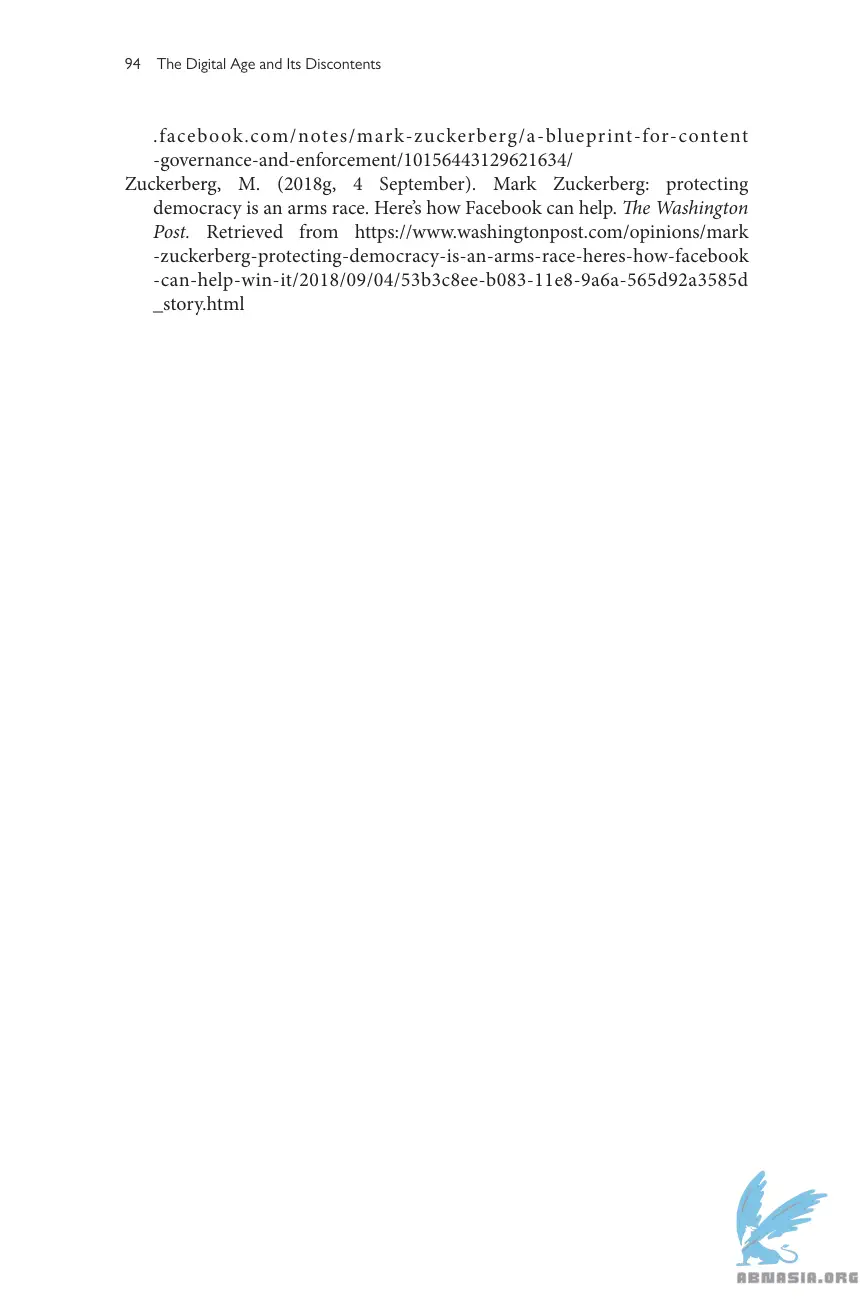 94 The Digital Age and Its Discontents
.facebook.com/notes/mark-zuckerberg/a-blueprint-for-content
-governance-and-enforcement/10156443129621634/
Zuckerberg, M. (2018g, 4 September). Mark Zuckerberg: protecting
democracy is an arms race. Here’s how Facebook can help. The Washington
Post. Retrieved from https://www.washingtonpost.com/opinions/mark
-zuckerberg-protecting-democracy-is-an-arms-race-heres-how-facebook
-can-help-win-it/2018/09/04/53b3c8ee-b083-11e8-9a6a-565d92a3585d
_story.html
ABNASIA.ORG